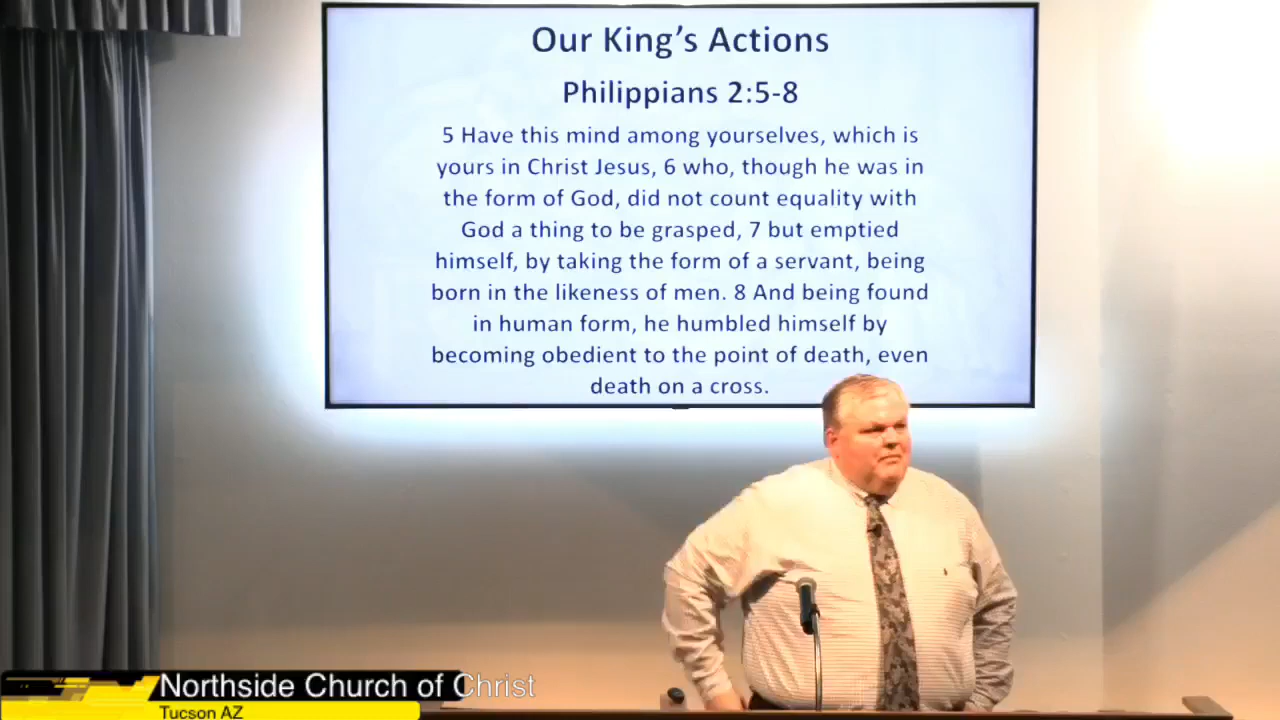 Our King's Actions
Philippians 2:5-8
5 Have this mind among yourselves, which is
yours in Christ Jesus, 6 who, though he was in
the form of God, did not count equality with
God a thing to be grasped, 7 but emptied
himself, by taking the form of a servant, being
born in the likeness of men. 8 And being found
in human form, he humbled himself by
becoming obedient to the point of death, even
death on a cross.
Northside Church of Christ
Tucson AZ